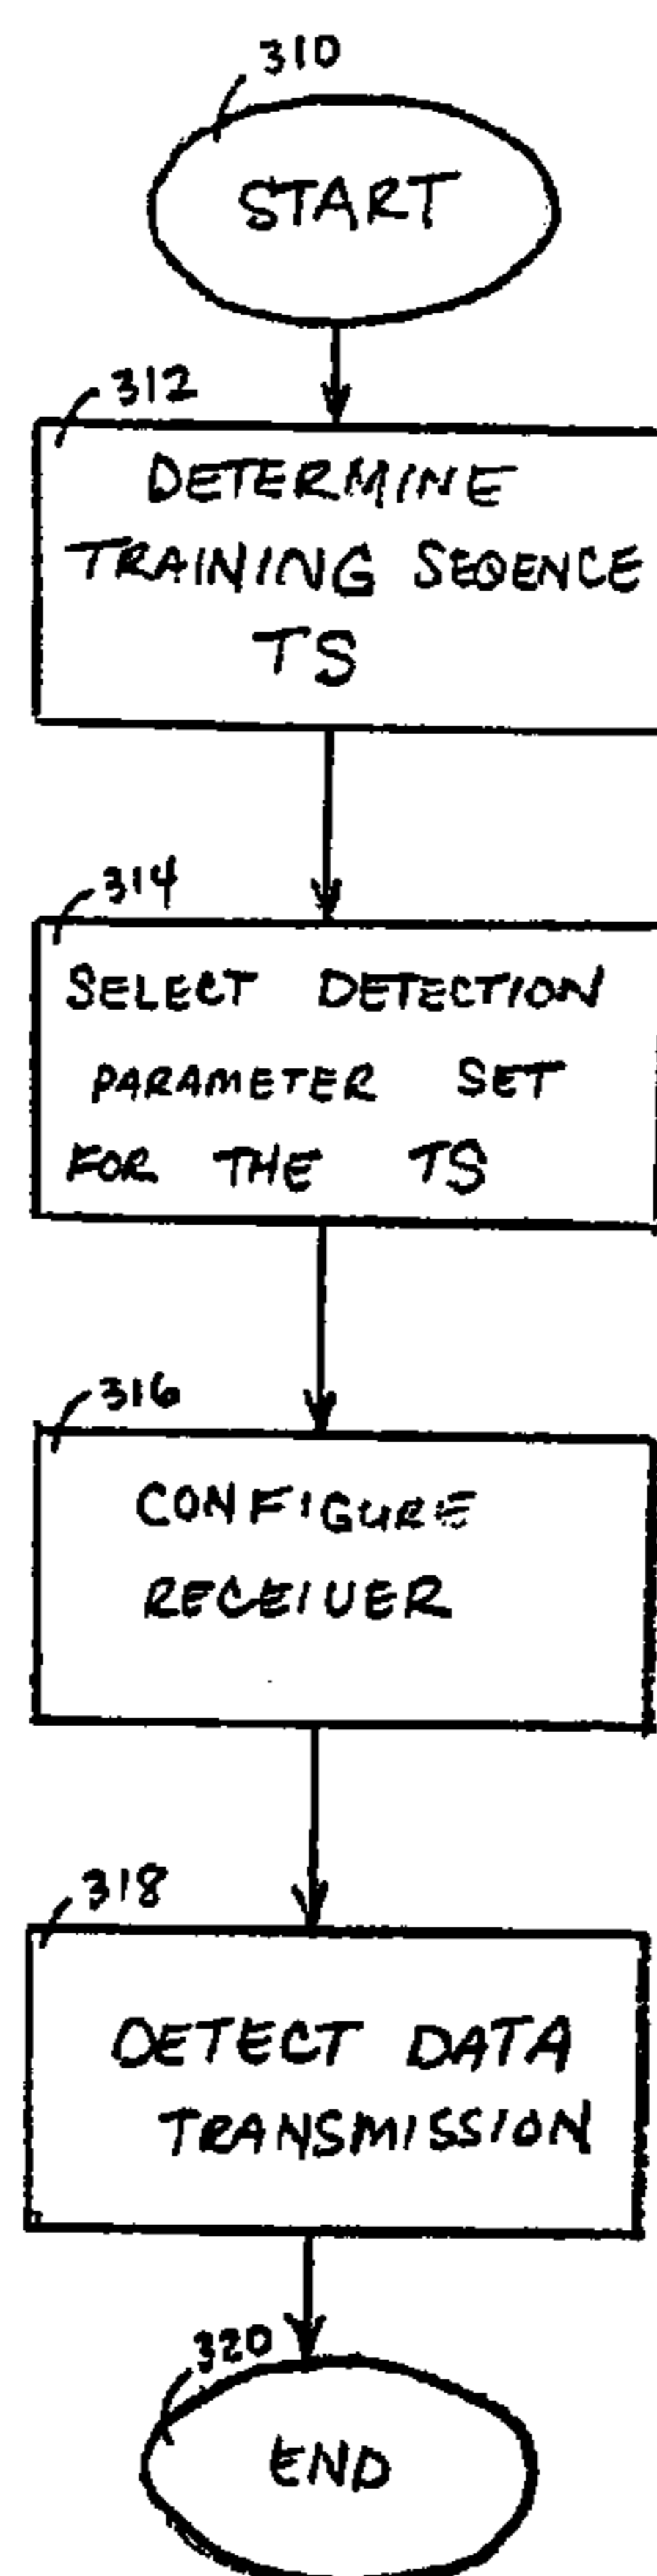 310
START
312
DETERMINE
TRAINING SEQENCE
TS
314
SELECT DETECTION
PARAMETER SET
FOR THE TS
316
CONFIGURE
RECEIVER
318
DETECT DATA
TRANSMISSION
320
END